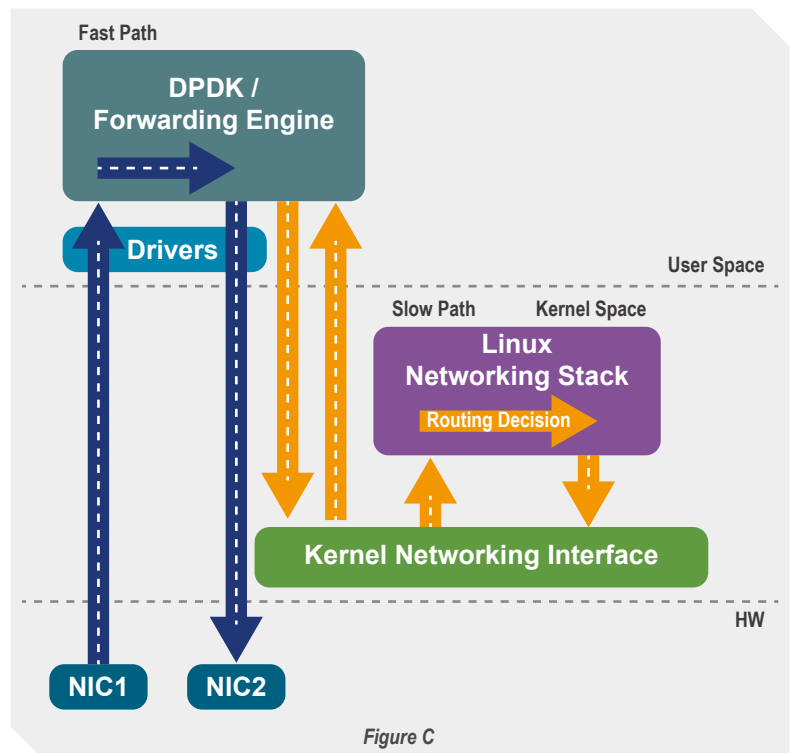 Fast Path
DPDK /
Forwarding Engine
Drivers
User Space
Slow Path
Kernel Space
Linux
Networking Stack
Routing Decision
Kernel Networking Interface
HW
NIC1
NIC2
Figure C